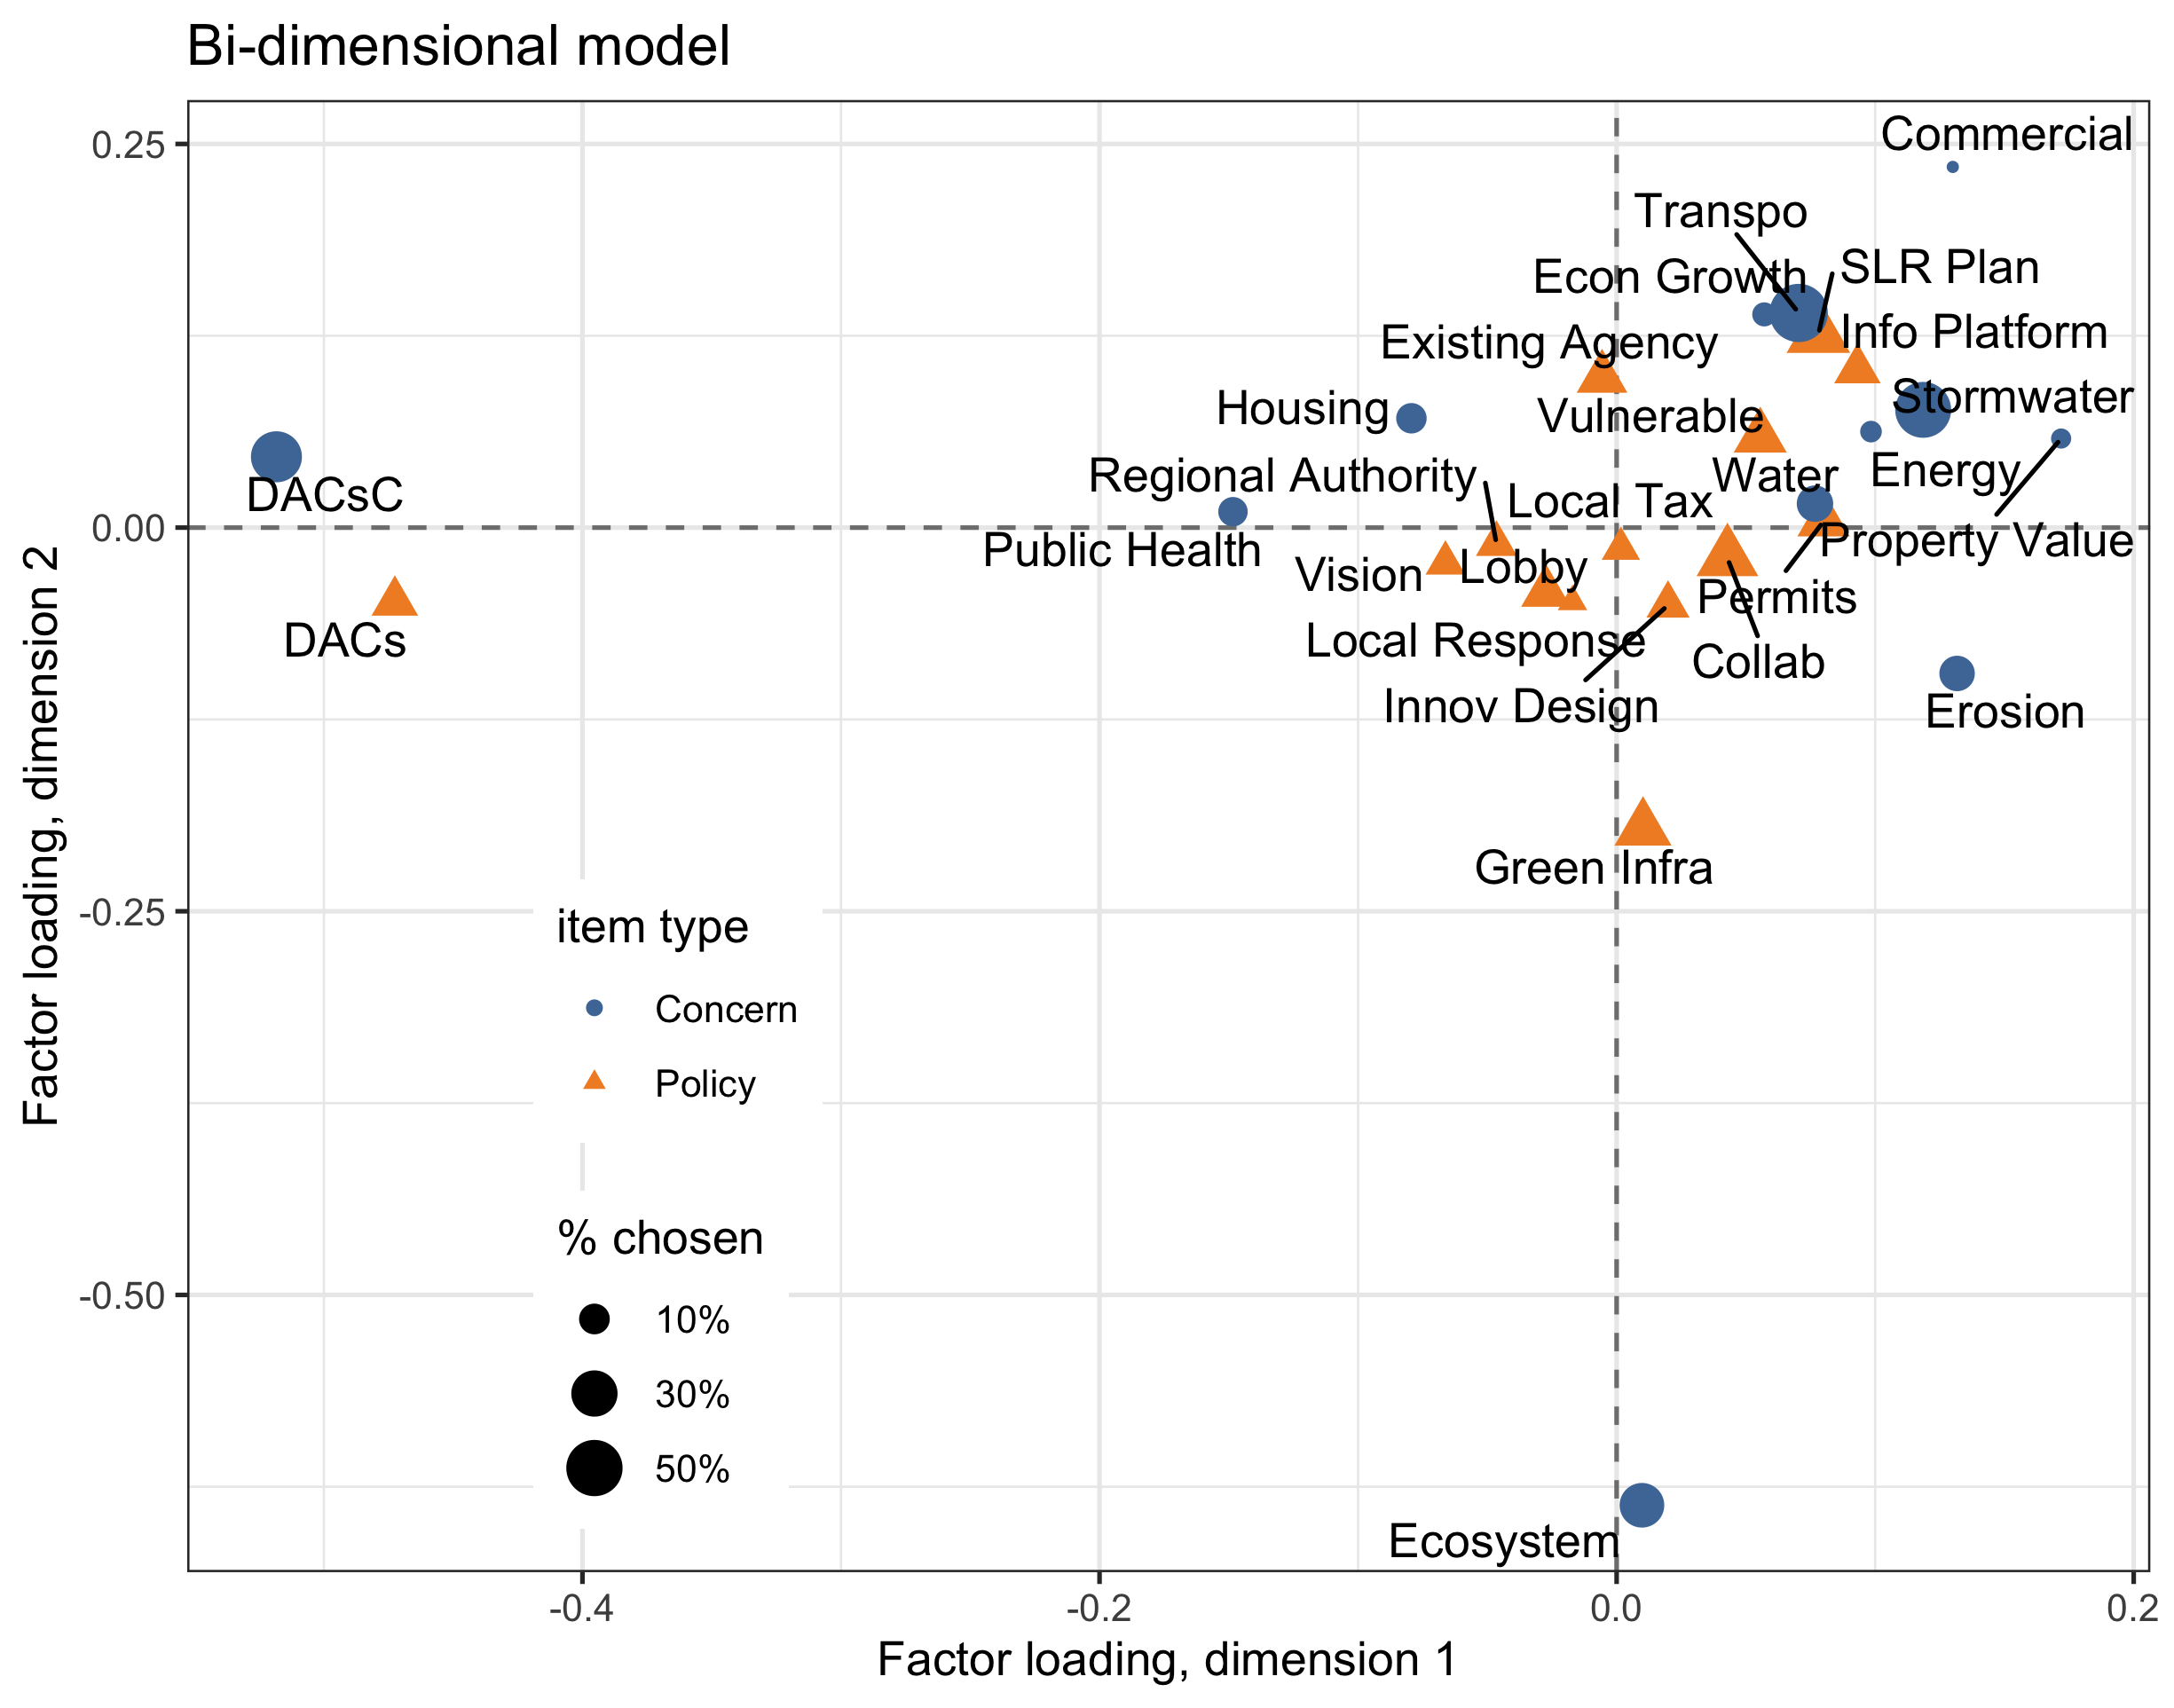 Bi-dimensional model
Factor loading, dimension 2
0.25
0.00
-0.25
-0.50
Commercial
Transpo
Econ Growth
SLR Plan
Info Platform
Existing Agency
Stormwater
Housing
Vulnerable
Regional Authority
Water
Energy
DACsC
Local Tax
Property Value
Public Health
Vision
Lobby
Permits
DACs
Local Response
Collab
Innov Design
Erosion
Green Infra
item type
Concern
Policy
% chosen
10%
30%
50%
Ecosystem
-0.4
-0.2
0.0
0.2
Factor loading, dimension 1